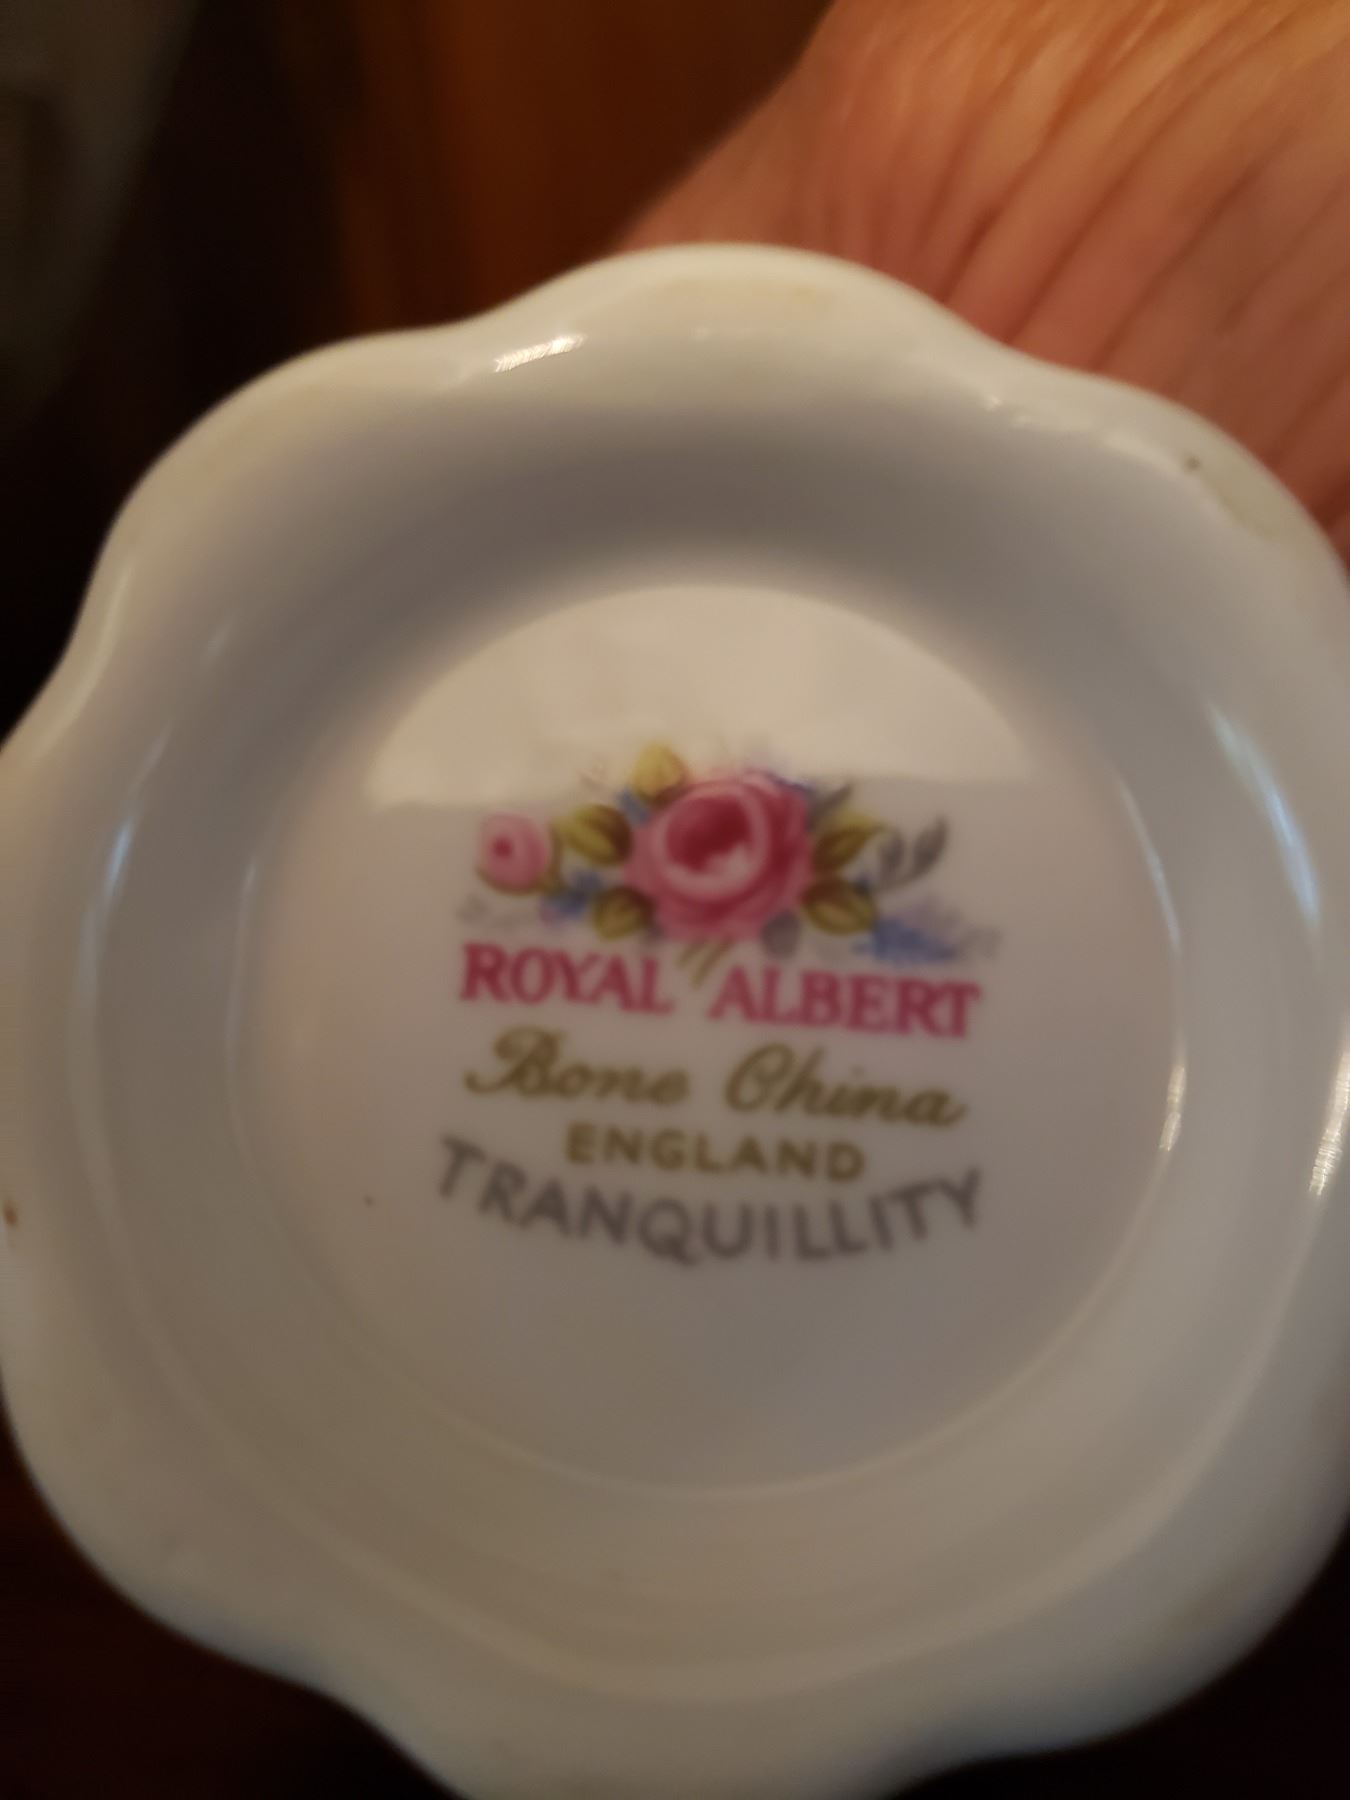 ROYAL ALBERT
Bone China
ENGLAND
TRANQUILLITY